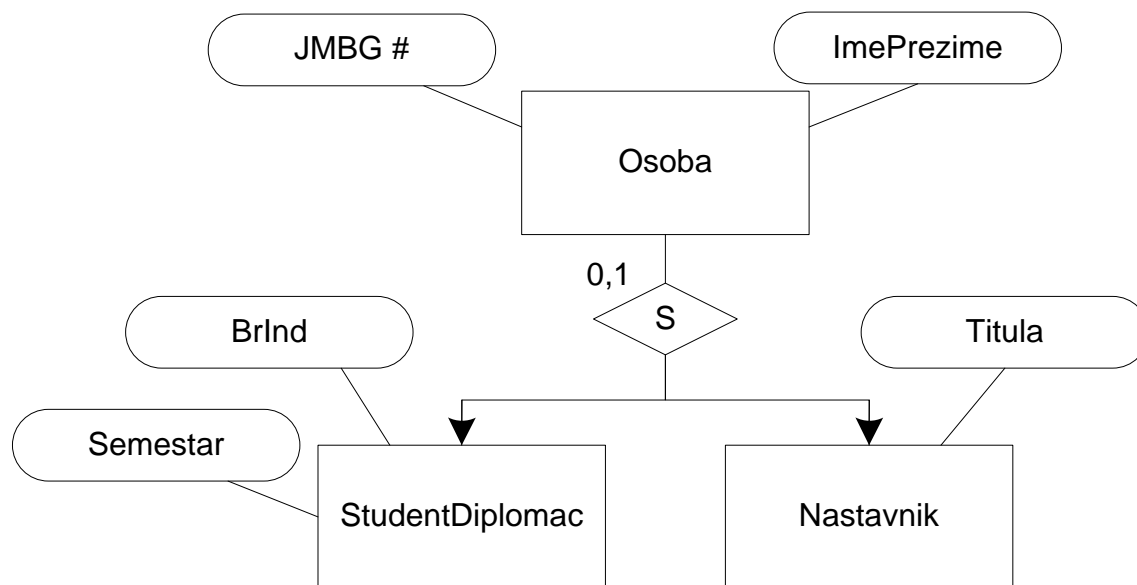 JMBG #
ImePrezime
Osoba
0,1
S
BrInd
Titula
Semestar
StudentDiplomac
Nastavnik